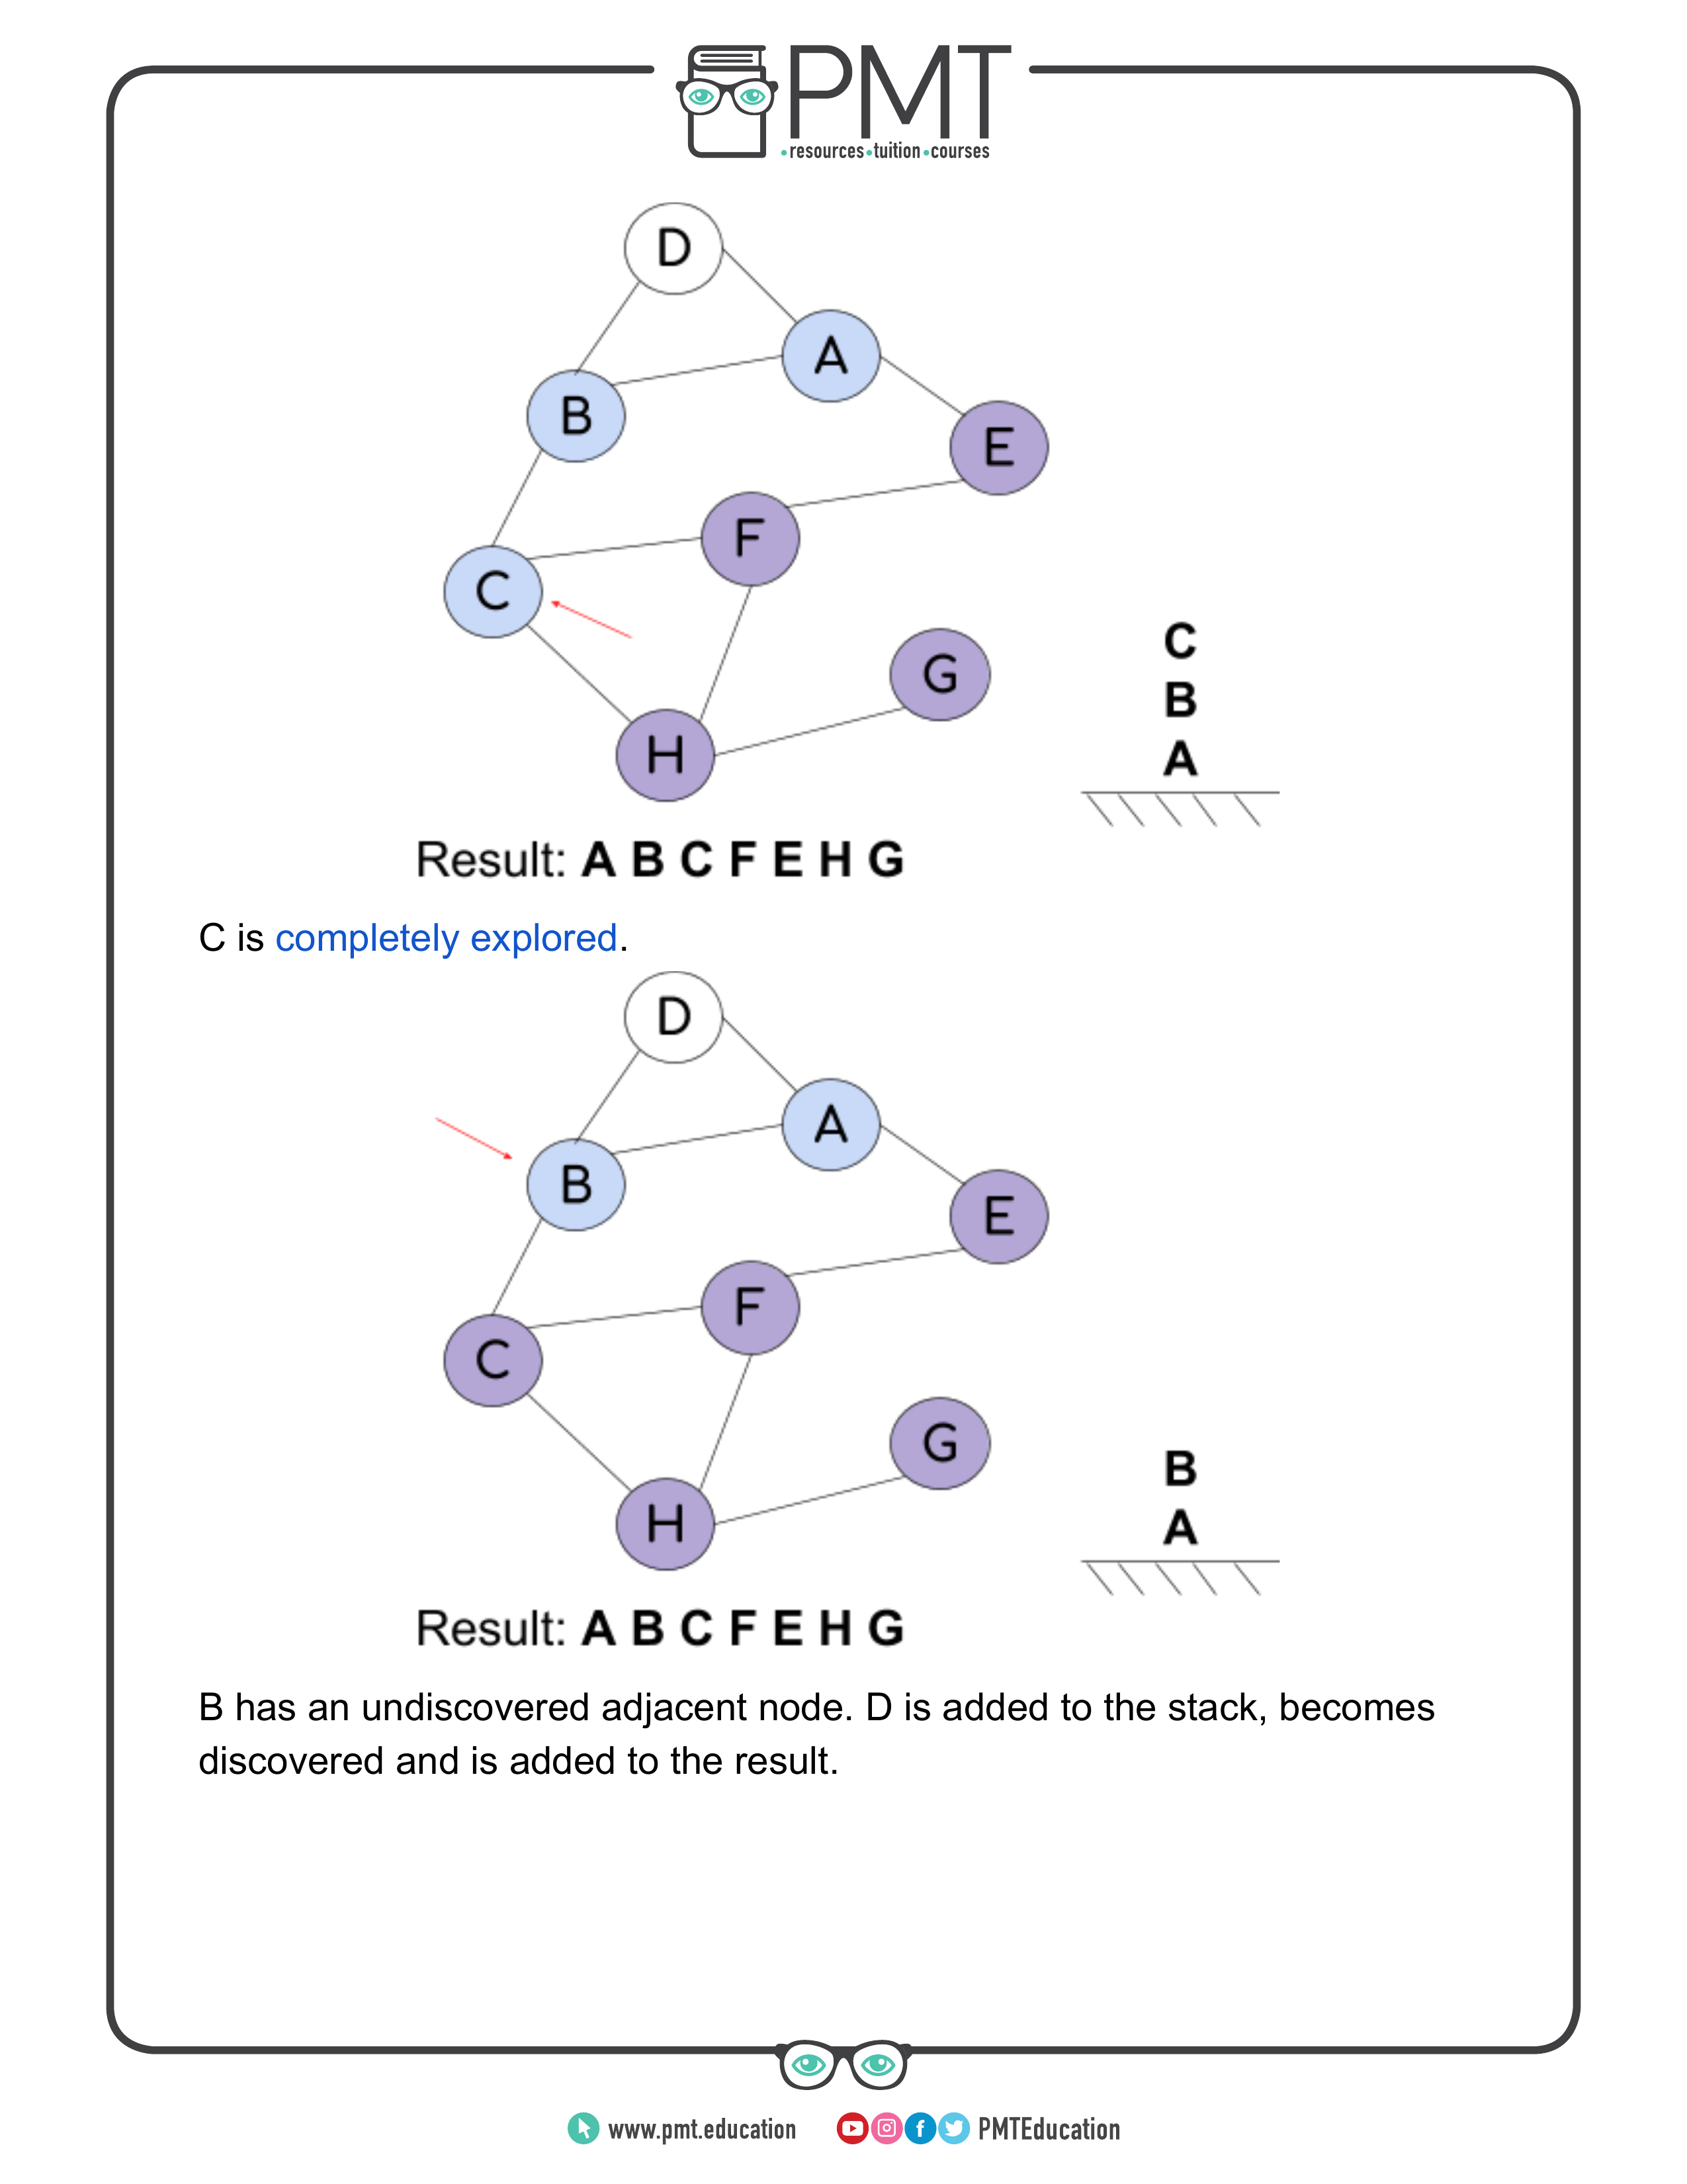 PMT
resources tuition courses
D
A
B
E
F
C
G
H
C
B
A
Result: A B C F E H G
C is completely explored.
D
A
B
E
F
C
G
H
B
A
Result: A B C F E H G
B has an undiscovered adjacent node. D is added to the stack, becomes
discovered and is added to the result.
www.pmt.education PMTEducation